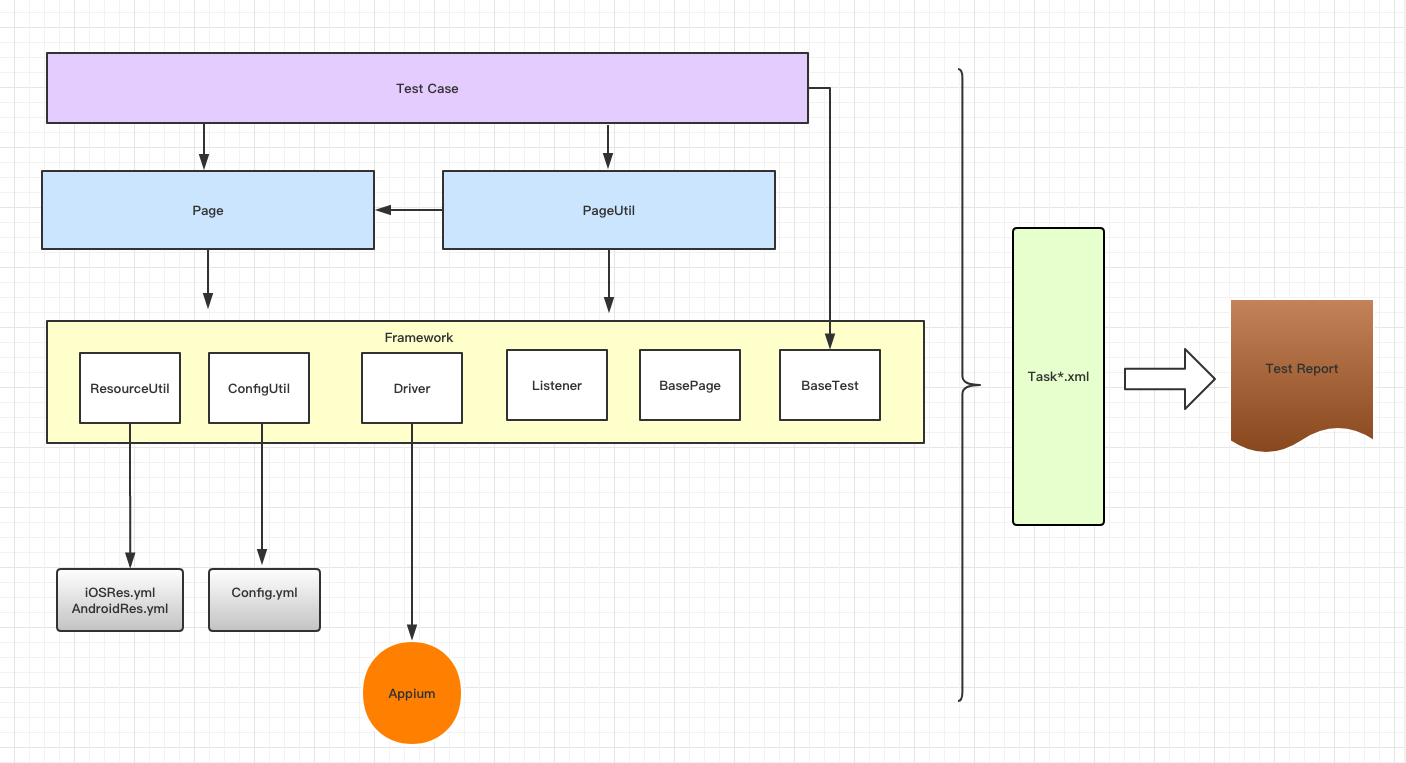 Test Case
Page
PageUtil
Framework
ResourceUtil
ConfigUtil
Driver
Listener
BasePage
BaseTest
iOSRes.yml
AndroidRes.yml
Config.yml
Appium
Task*.xml
Test Report